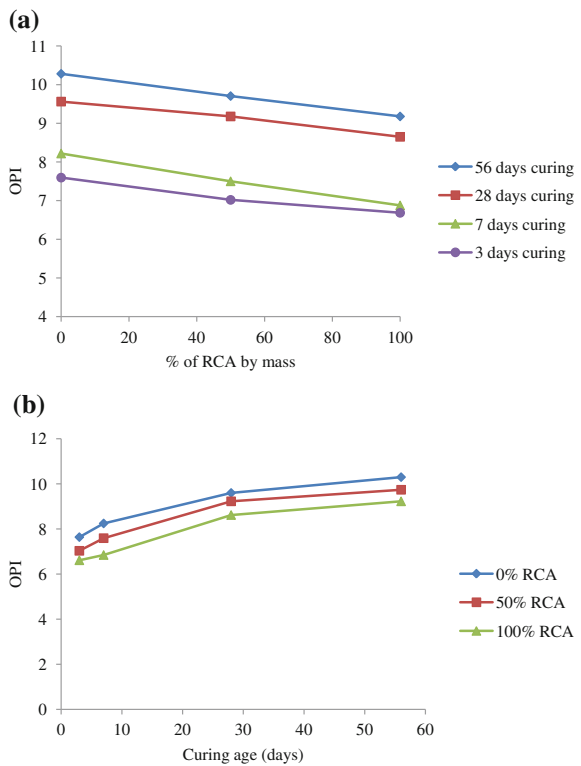 (a)
11
10
9
8
7
6
5
4
OPI
0 20 40 60 80 100
% of RCA by mass
56 days curing
28 days curing
7 days curing
3 days curing
(b)
12
10
8
6
4
2
0
OPI
0 10 20 30 40 50 60
Curing age (days)
0% RCA
50% RCA
100% RCA